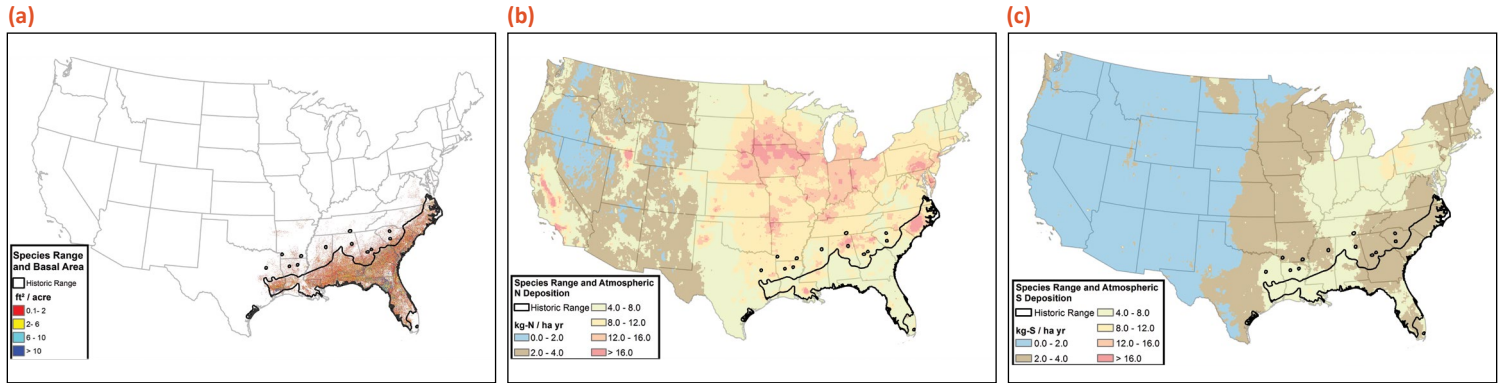 (a)
Species Range
and Basal Area
Historic Range
ft² / acre
0.1- 2
2- 6
6 - 10
> 10
(b)
Species Range and Atmospheric
N Deposition
Historic Range
kg-N / ha yr
0.0 - 2.0
2.0 - 4.0
4.0 - 8.0
8.0 - 12.0
12.0 - 16.0
> 16.0
(c)
Species Range and Atmospheric
S Deposition
Historic Range
kg-S / ha yr
0.0 - 2.0
2.0 - 4.0
4.0 - 8.0
8.0 - 12.0
12.0 - 16.0
> 16.0